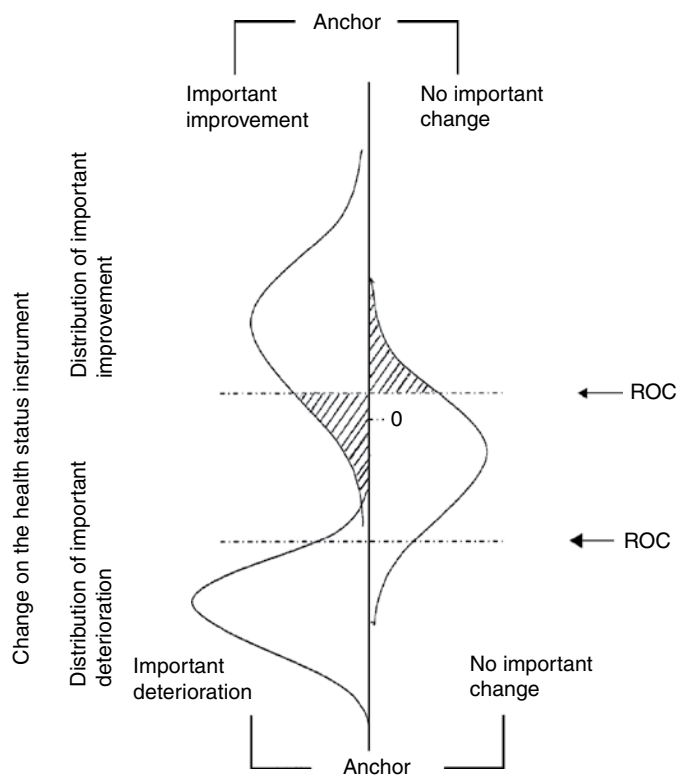 Anchor
Important
improvement
No important
change
Change on the health status instrument
Distribution of important
improvement
Distribution of important
deterioration
ROC
0
ROC
Important
deterioration
No important
change
Anchor